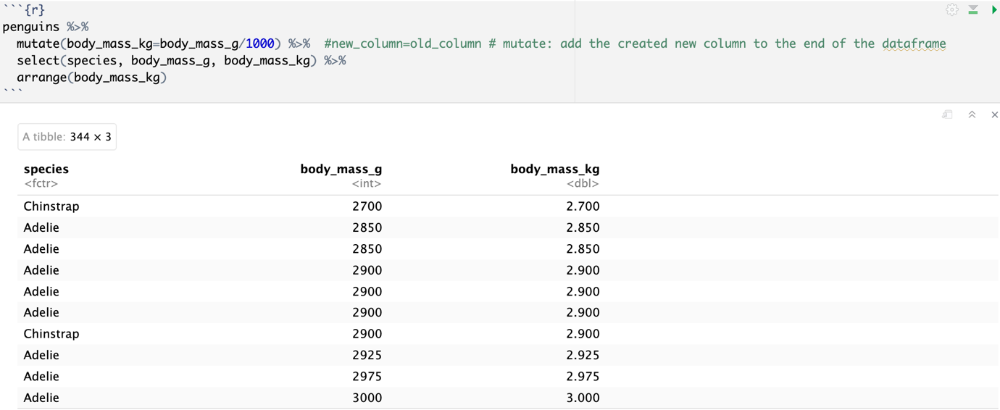 ```{r}
penguins %>%
  mutate(body_mass_kg=body_mass_g/1000) %>%  #new_column=old_column # mutate: add the created new column to the end of the dataframe
  select(species, body_mass_g, body_mass_kg) %>%
  arrange(body_mass_kg)
```
A tibble: 344 × 3
species body_mass_g body_mass_kg
<fctr> <int> <dbl>
Chinstrap 2700 2.700
Adelie 2850 2.850
Adelie 2850 2.850
Adelie 2900 2.900
Adelie 2900 2.900
Adelie 2900 2.900
Chinstrap 2900 2.900
Adelie 2925 2.925
Adelie 2975 2.975
Adelie 3000 3.000